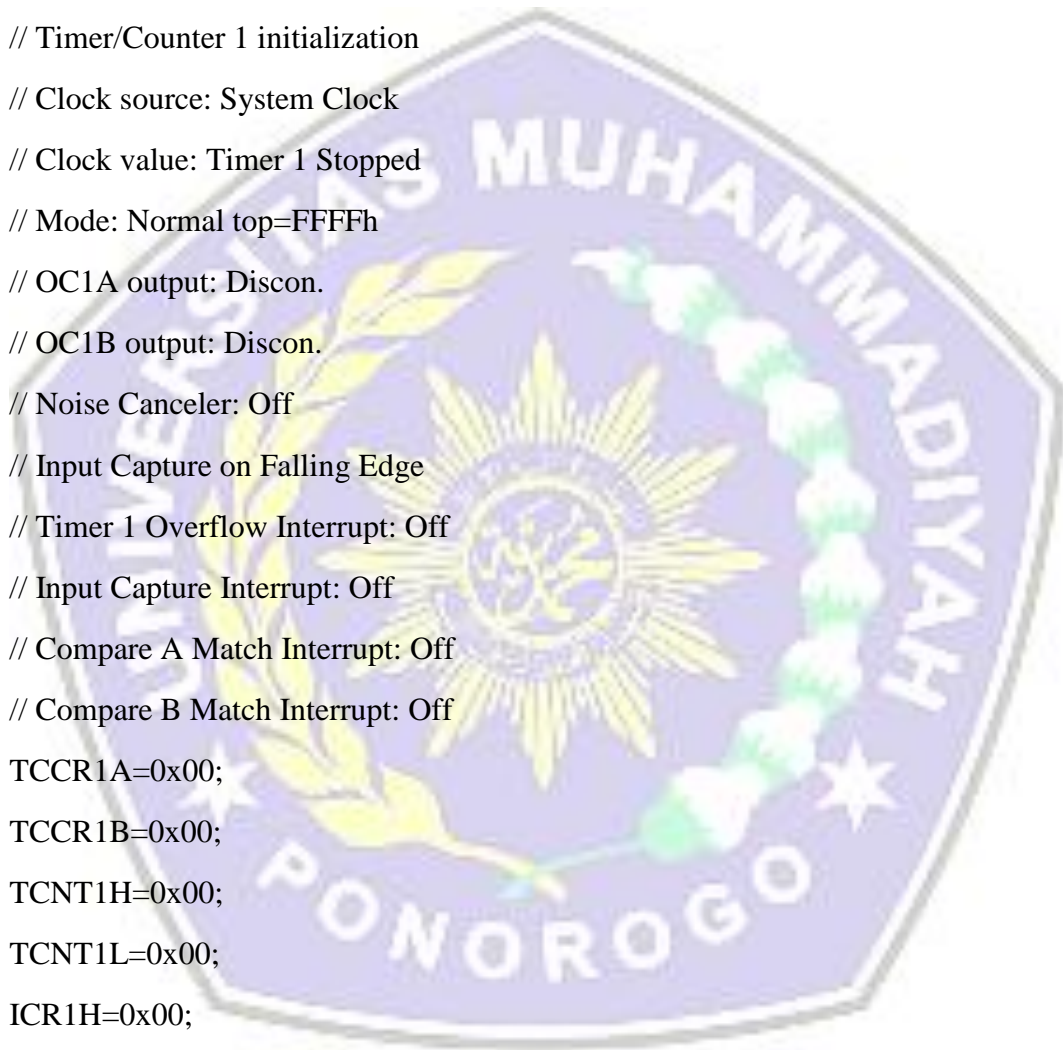 // Timer/Counter 1 initialization
// Clock source: System Clock
// Clock value: Timer 1 Stopped
// Mode: Normal top=FFFFh
// OC1A output: Discon.
// OC1B output: Discon.
// Noise Canceler: Off
// Input Capture on Falling Edge
// Timer 1 Overflow Interrupt: Off
// Input Capture Interrupt: Off
// Compare A Match Interrupt: Off
// Compare B Match Interrupt: Off
TCCR1A=0x00;
TCCR1B=0x00;
TCNT1H=0x00;
TCNT1L=0x00;
ICR1H=0x00;
UNIVERSITAS MUHAMMADIYAH
PONOROGO